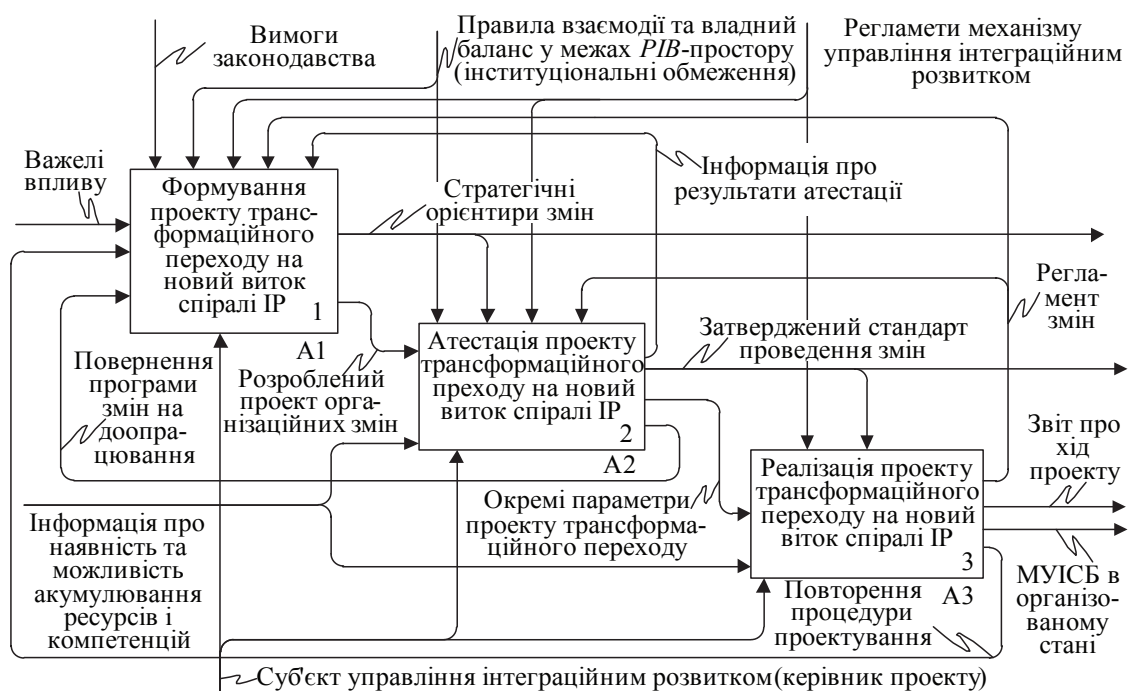 Вимоги
законодавства
Правила взаємодії та владний
баланс у межах PIB-простору
(інституціональні обмеження)
Регламети механізму
управління інтеграційним
розвитком
Важелі
впливу
Формування
проекту транс-
формаційного
переходу на
новий виток
спіралі ІР
1
А1
Стратегічні
орієнтири змін
Інформація про
результати атестації
Регла-
мент
змін
Повернення
програми
змін на
доопра-
цювання
Розроблений
проект орга-
нізаційних змін
Атестація проекту
трансформаційного
преходу на новий
виток спіралі ІР
2
А2
Затверджений стандарт
проведення змін
Окремі параметри
проекту трансформа-
ційного переходу
Реалізація проекту
трансформаційного
переходу на новий
віток спіралі ІР
3
А3
Звіт про
хід
проекту
МУІСБ в
організо-
ваному
стані
Інформація про
наявність та
можливість
акумулювання
ресурсів і
компетенцій
Повторення
процедури
проектування
Суб'єкт управління інтеграційним розвитком (керівник проекту)